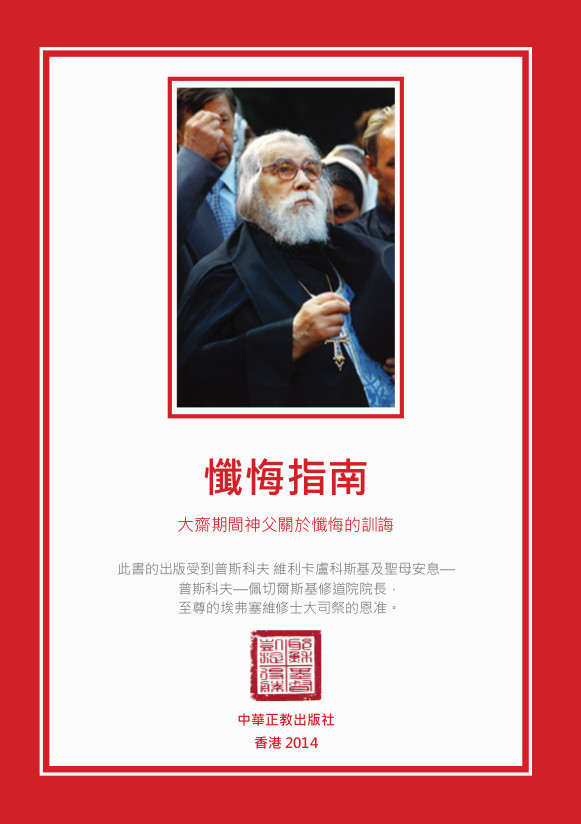 懺悔指南
大齋期間神父關於懺悔的訓誨
此書的出版受到普斯科夫 維利卡盧科斯基及聖母安息—
普斯科夫—佩切爾斯基修道院院長，
至尊的埃弗塞維修士大司祭的恩准。
中華正教出版社
香港 2014